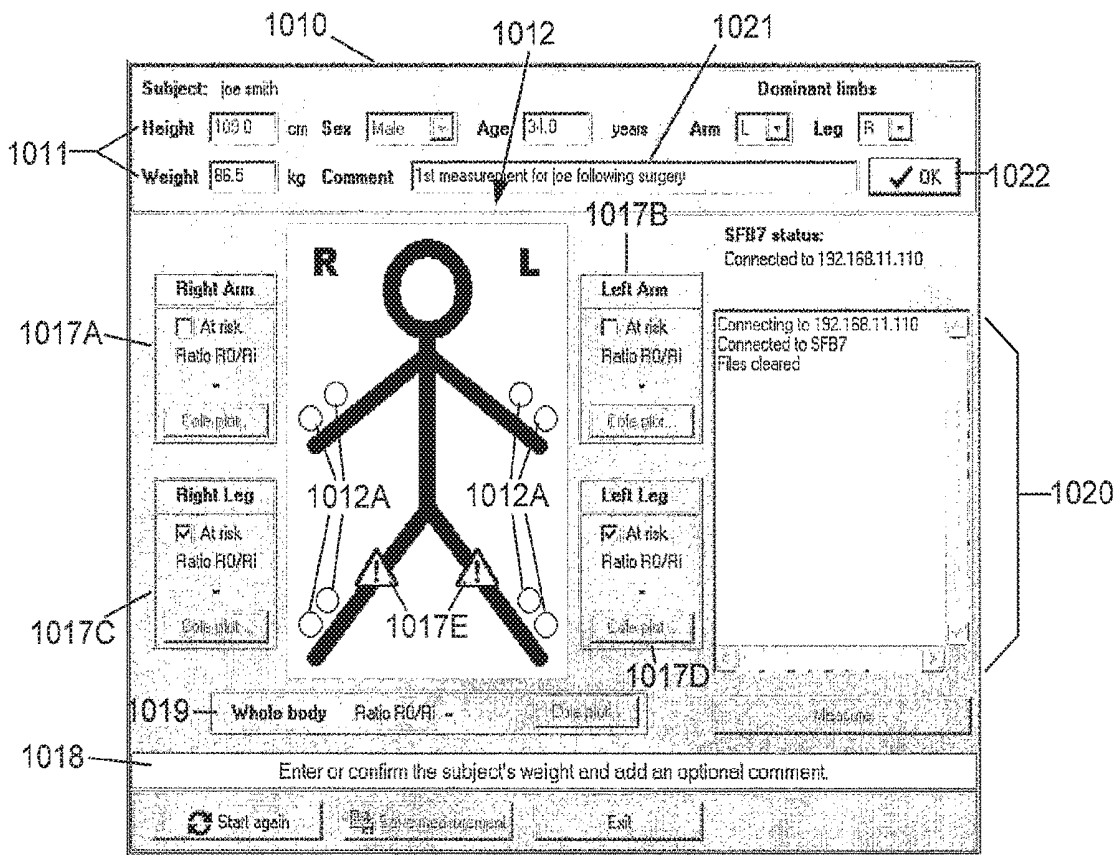 1010
1012
1021
Subject: joe smith
Dominant limbs
Height cm Sex Male Age 34.0 years Arm L Leg R
1011
Weight 86.5 kg Comment 1st measurement for joe following surgery OK
1022
1017B
R L
SFB7 status:
Connected to 192.168.11.110
Right Arm
Left Arm
1017A
At risk
At risk
Ratio R0/Ri
Ratio R0/Ri
-
-
Cole plot...
Cole plot...
Connecting to 192.168.11.110
Connected to SFB7
Files cleared
1012A 1012A
1020
Right Leg
Left Leg
At risk
At risk
Ratio R0/Ri
Ratio R0/Ri
-
-
! !
1017E
1017C
Cole plot...
Cole plot...
1017D
1019
Whole body Ratio R0/Ri - Cole plot...
Measure
1018
Enter or confirm the subject's weight and add an optional comment.
Start again Save measurement Exit